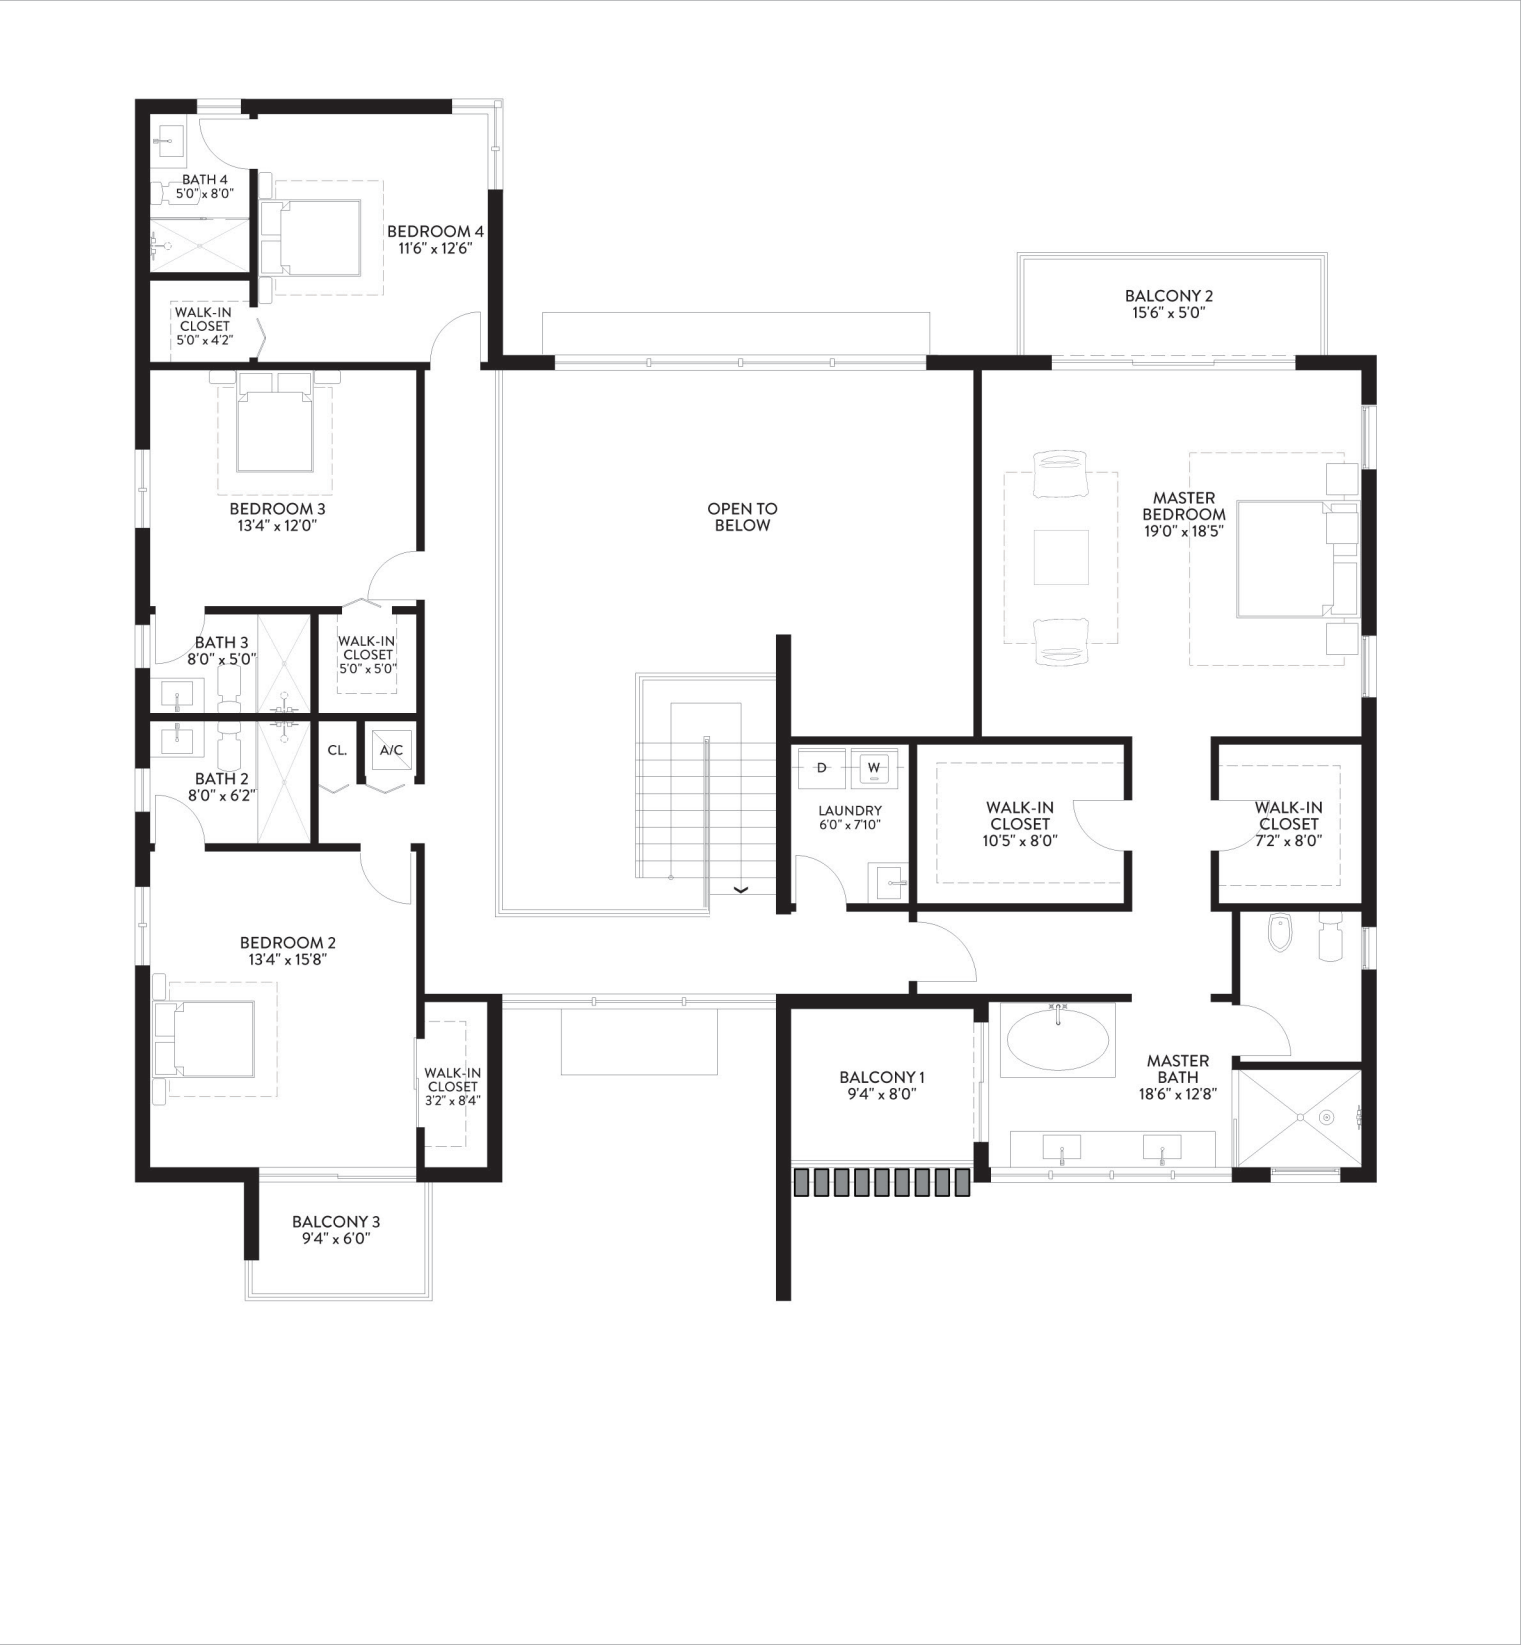 BATH 4
5'0" x 8'0"
BEDROOM 4
11'6" x 12'6"
WALK-IN
CLOSET
5'0" x 4'2"
BALCONY 2
15'6" x 5'0"
BEDROOM 3
13'4" x 12'0"
OPEN TO
BELOW
MASTER
BEDROOM
19'0" x 18'5"
BATH 3
8'0" x 5'0"
WALK-IN
CLOSET
5'0" x 5'0"
CL.
A/C
BATH 2
8'0" x 6'2"
D
W
LAUNDRY
6'0" x 7'10"
WALK-IN
CLOSET
10'5" x 8'0"
WALK-IN
CLOSET
7'2" x 8'0"
BEDROOM 2
13'4" x 15'8"
WALK-IN
CLOSET
3'2" x 8'4"
BALCONY 1
9'4" x 8'0"
MASTER
BATH
18'6" x 12'8"
BALCONY 3
9'4" x 6'0"